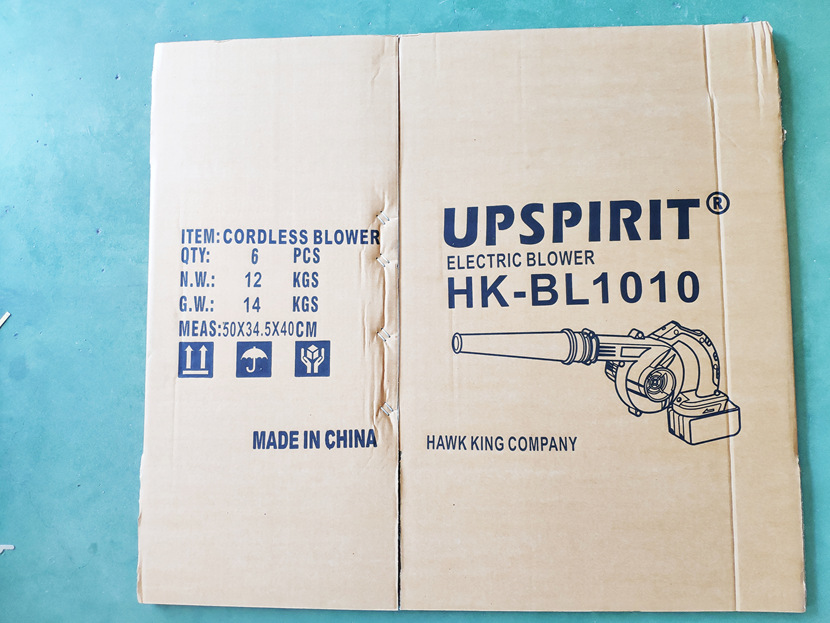 ITEM:CORDLESS BLOWER
QTY: 6 PCS
N.W.: 12 KGS
G.W.: 14 KGS
MEAS:50X34.5X40CM
MADE IN CHINA
UPSPIRIT®
ELECTRIC BLOWER
HK-BL1010
HAWK KING COMPANY